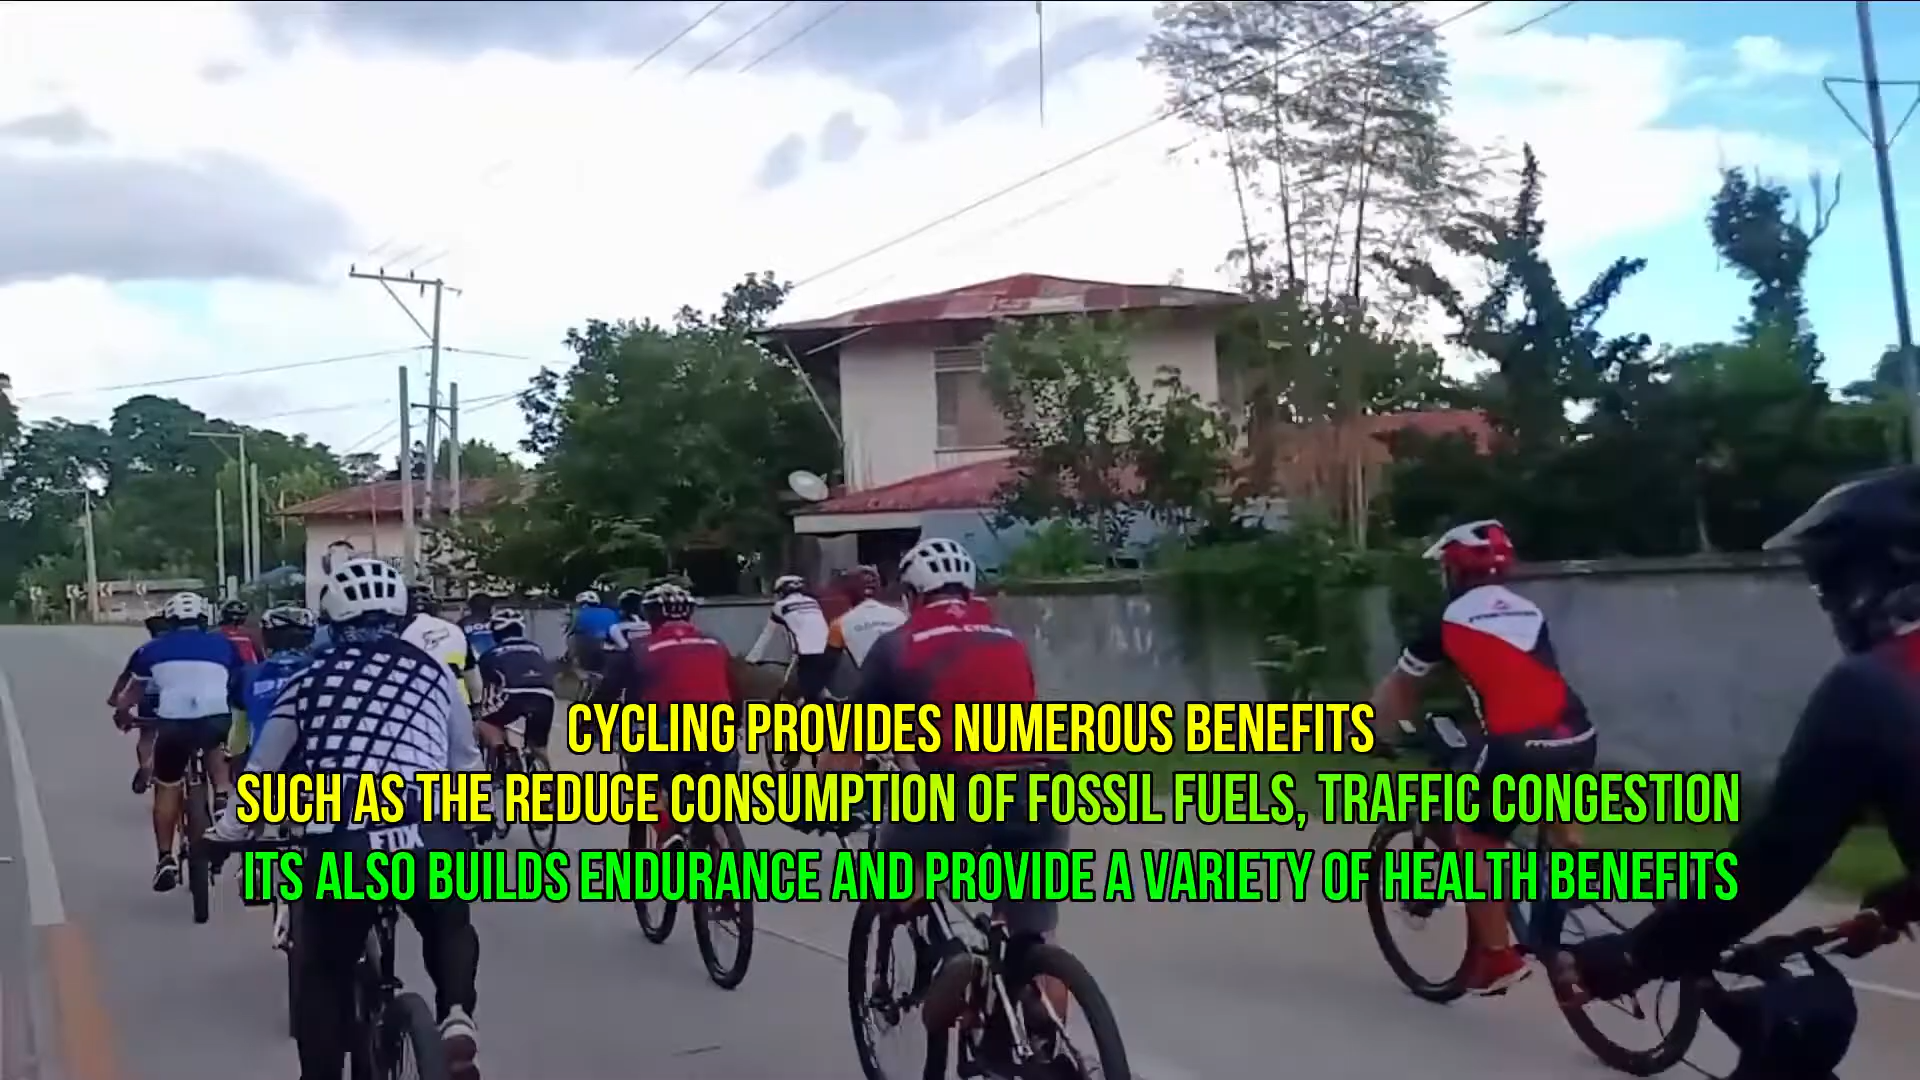 CYCLING PROVIDES NUMEROUS BENEFITS
SUCH AS THE REDUCE CONSUMPTION OF FOSSIL FUELS, TRAFFIC CONGESTION
ITS ALSO BUILDS ENDURANCE AND PROVIDE A VARIETY OF HEALTH BENEFITS
FOX